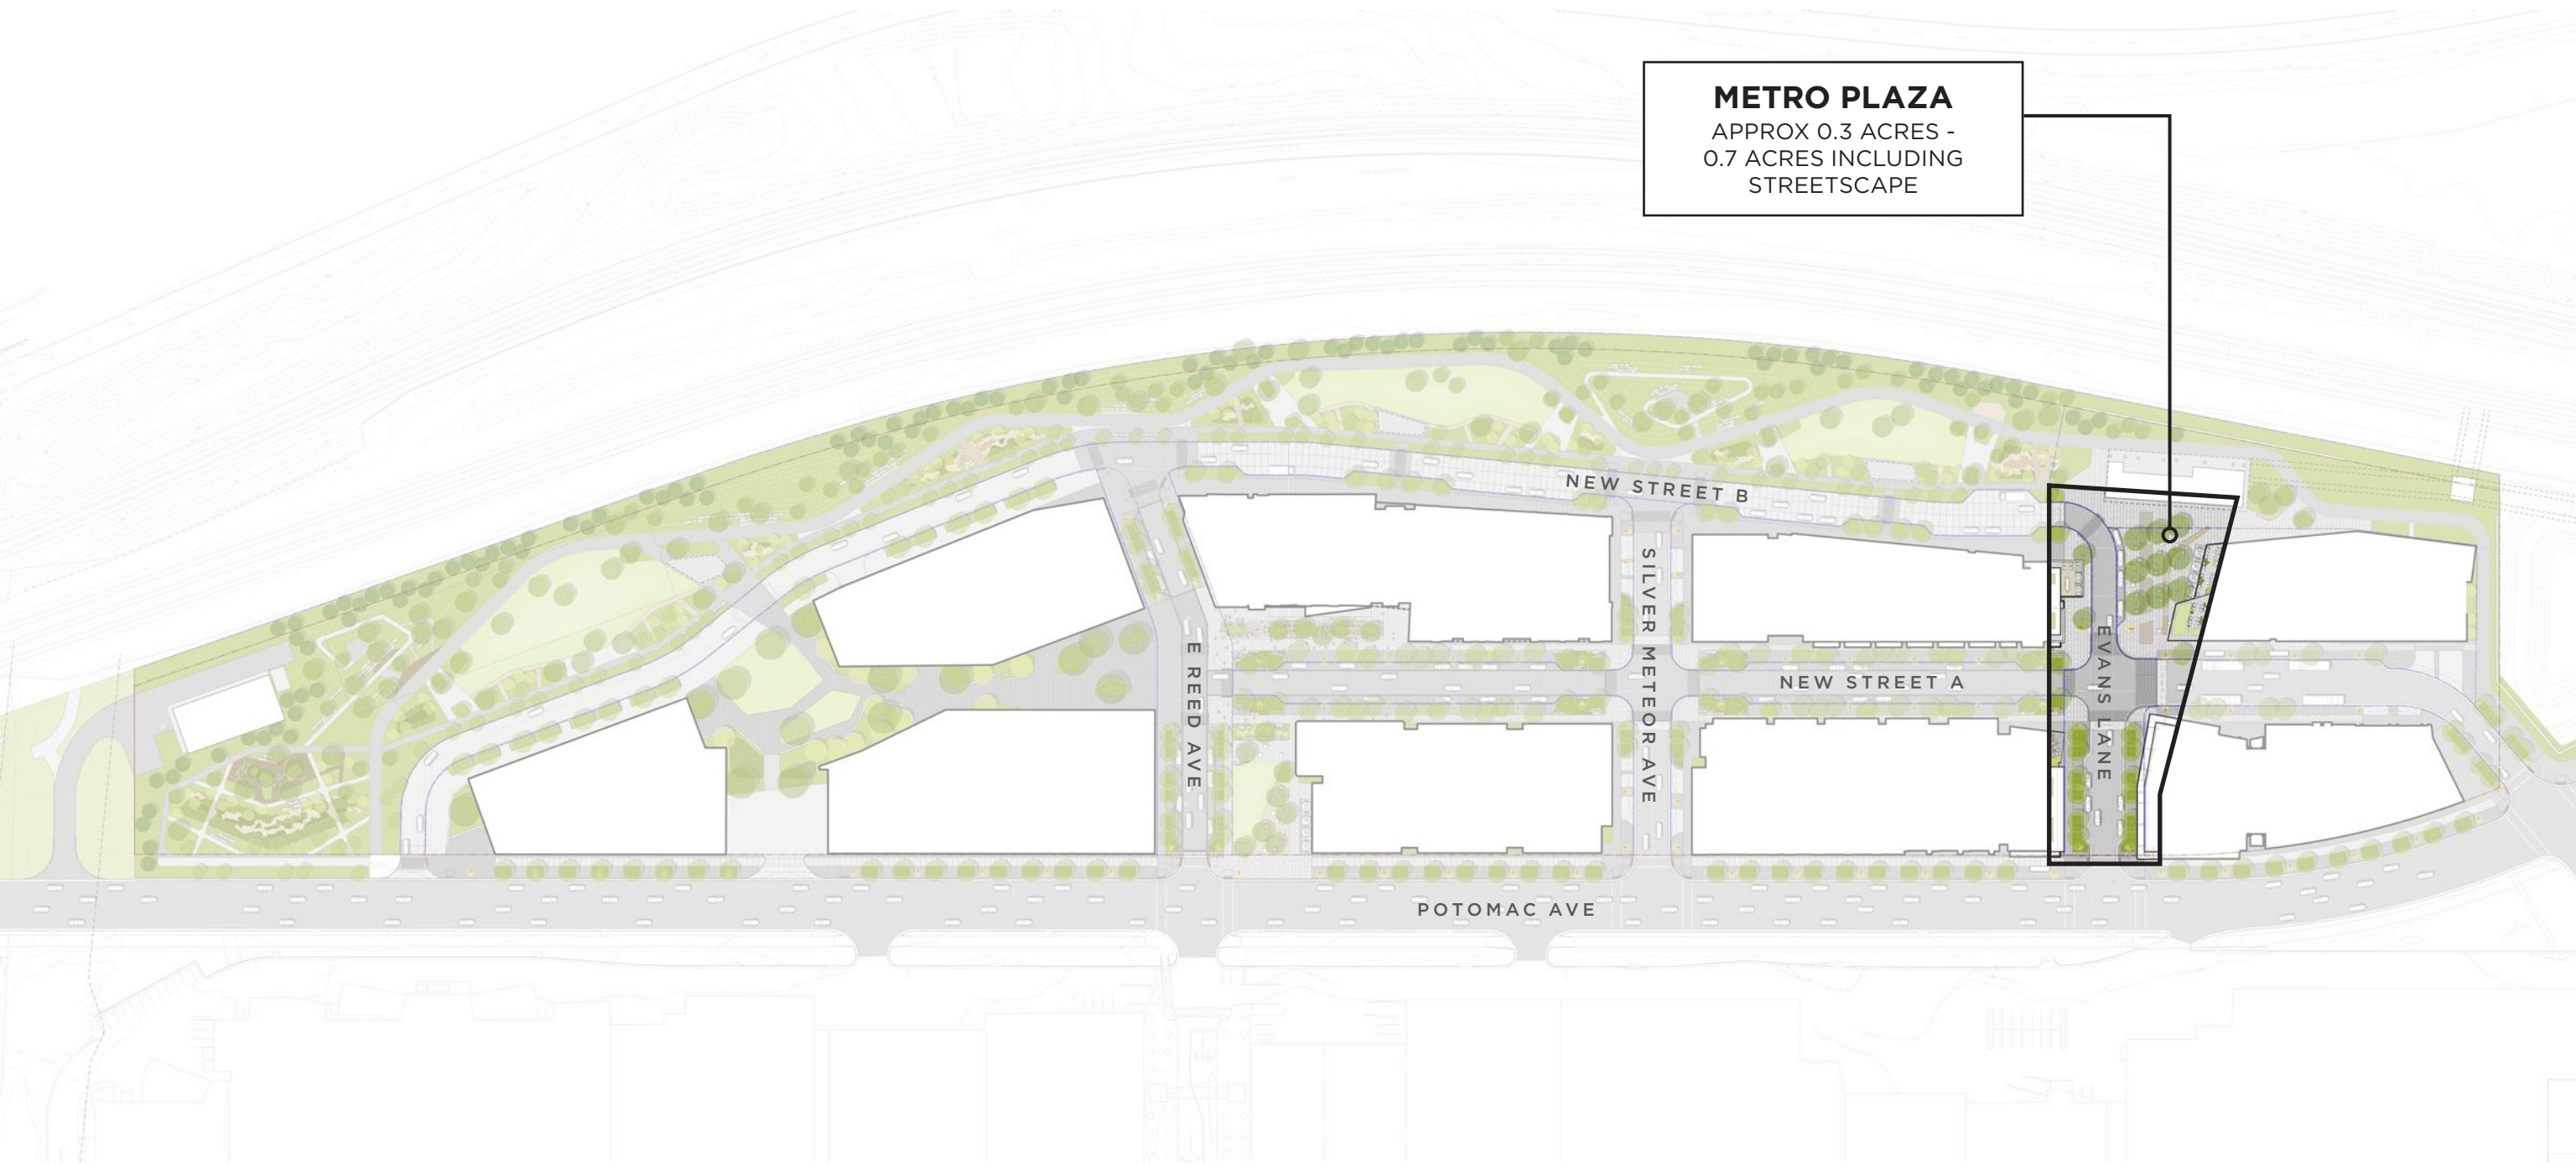 METRO PLAZA
APPROX 0.3 ACRES -
0.7 ACRES INCLUDING
STREETSCAPE
NEW STREET B
SILVER METEOR AVE
E REED AVE
EVANS LANE
NEW STREET A
POTOMAC AVE